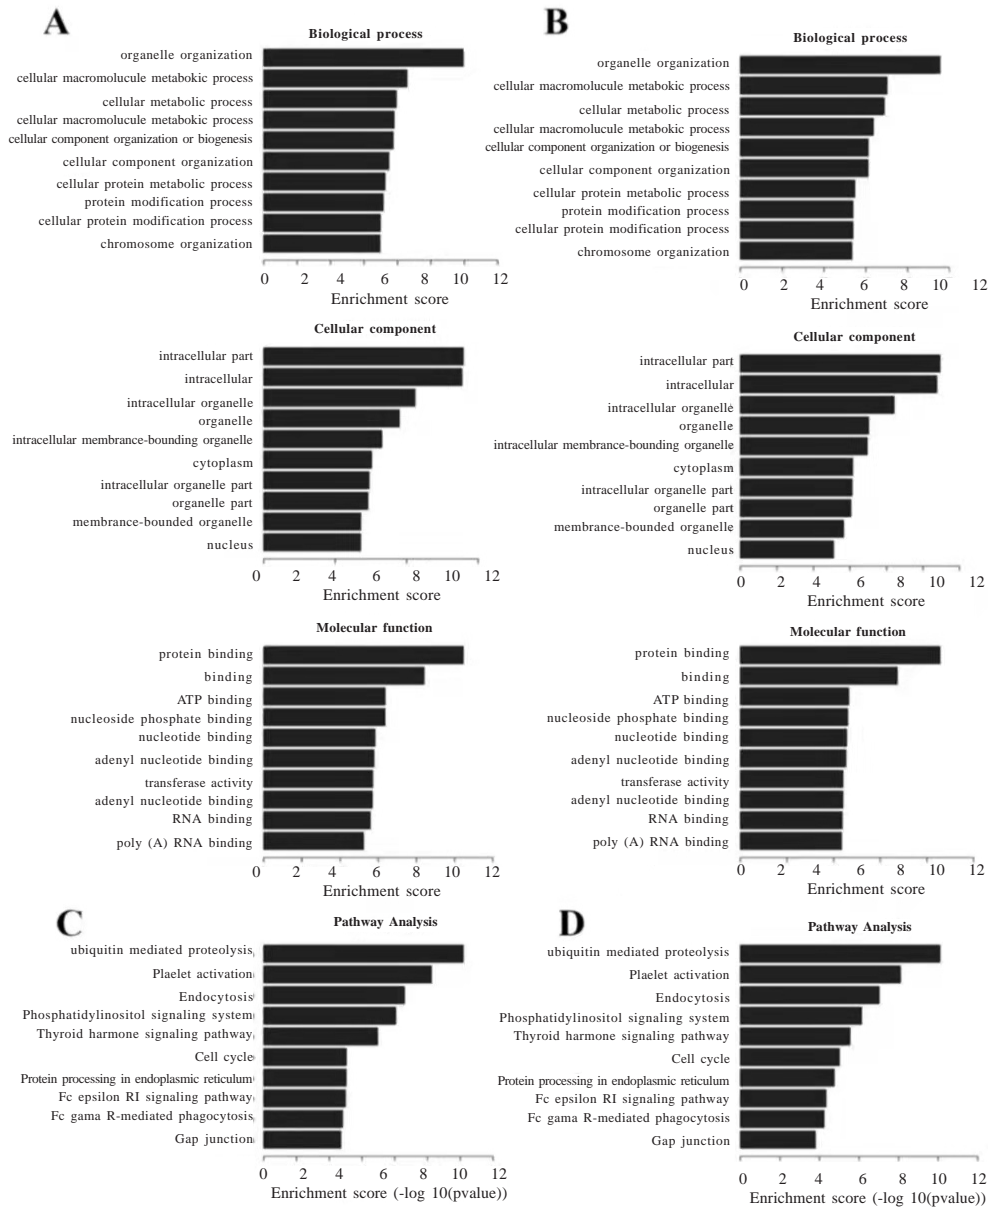 A
Biological process
organelle organization
cellular macromolucule metabokic process
cellular metabolic process
cellular macromolucule metabokic process
cellular component organization or biogenesis
cellular component organization
cellular protein metabolic process
protein modification process
cellular protein modification process
chromosome organization
0 2 4 6 8 10 12
Enrichment score
Cellular component
intracellular part
intracellular
intracellular organelle
organelle
intracellular membrance-bounding organelle
cytoplasm
intracellular organelle part
organelle part
membrance-bounded organelle
nucleus
0 2 4 6 8 10 12
Enrichment score
Molecular function
protein binding
binding
ATP binding
nucleoside phosphate binding
nucleotide binding
adenyl nucleotide binding
transferase activity
adenyl nucleotide binding
RNA binding
poly (A) RNA binding
0 2 4 6 8 10 12
Enrichment score
B
Biological process
organelle organization
cellular macromolucule metabokic process
cellular metabolic process
cellular macromolucule metabokic process
cellular component organization or biogenesis
cellular component organization
cellular protein metabolic process
protein modification process
cellular protein modification process
chromosome organization
0 2 4 6 8 10 12
Enrichment score
Cellular component
intracellular part
intracellular
intracellular organelle
organelle
intracellular membrance-bounding organelle
cytoplasm
intracellular organelle part
organelle part
membrance-bounded organelle
nucleus
0 2 4 6 8 10 12
Enrichment score
Molecular function
protein binding
binding
ATP binding
nucleoside phosphate binding
nucleotide binding
adenyl nucleotide binding
transferase activity
adenyl nucleotide binding
RNA binding
poly (A) RNA binding
0 2 4 6 8 10 12
Enrichment score
C
Pathway Analysis
ubiquitin mediated proteolysis
Plaelet activation
Endocytosis
Phosphatidylinositol signaling system
Thyroid harmone signaling pathway
Cell cycle
Protein processing in endoplasmic reticulum
Fc epsilon RI signaling pathway
Fc gama R-mediated phagocytosis
Gap junction
0 2 4 6 8 10 12
Enrichment score (-log 10(pvalue))
D
Pathway Analysis
ubiquitin mediated proteolysis
Plaelet activation
Endocytosis
Phosphatidylinositol signaling system
Thyroid harmone signaling pathway
Cell cycle
Protein processing in endoplasmic reticulum
Fc epsilon RI signaling pathway
Fc gama R-mediated phagocytosis
Gap junction
0 2 4 6 8 10 12
Enrichment score (-log 10(pvalue))